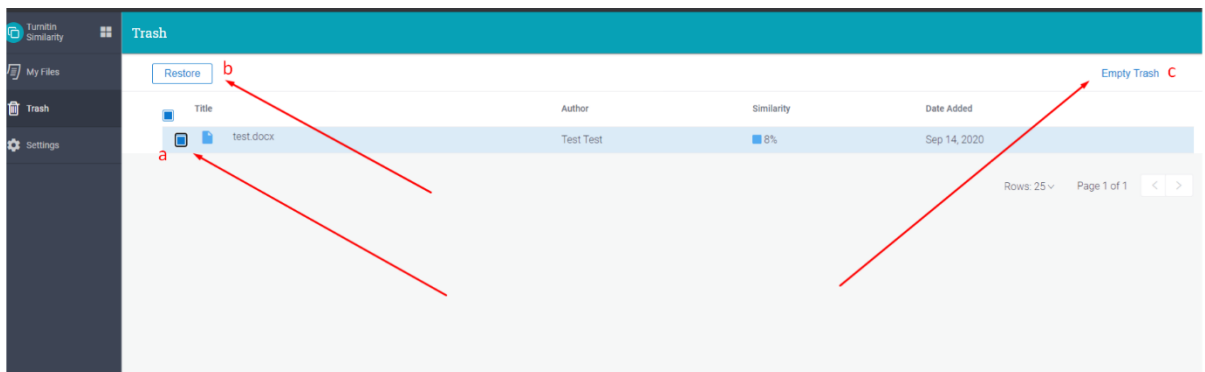 Turnitin
Similarity
Trash
My Files
Restore
b
Empty Trash
c
Trash
Title
Author
Similarity
Date Added
test.docx
Test Test
8%
Sep 14, 2020
Settings
a
Rows: 25
Page 1 of 1